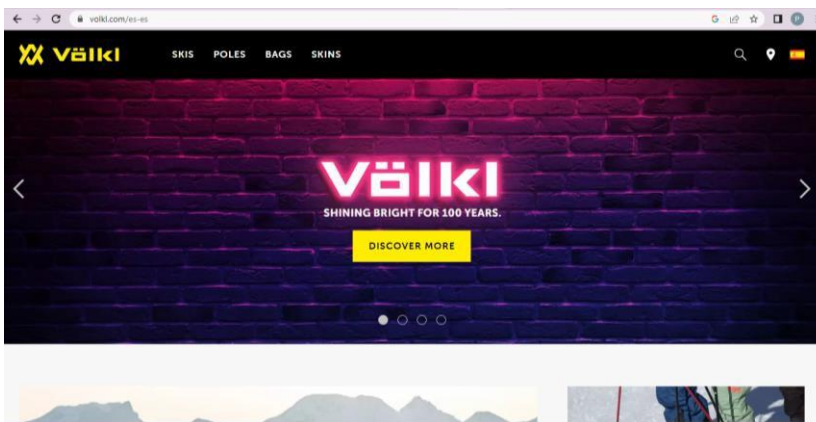 volkl.com/es-es
Völkl SKIS POLES BAGS SKINS
Völkl
SHINING BRIGHT FOR 100 YEARS.
DISCOVER MORE